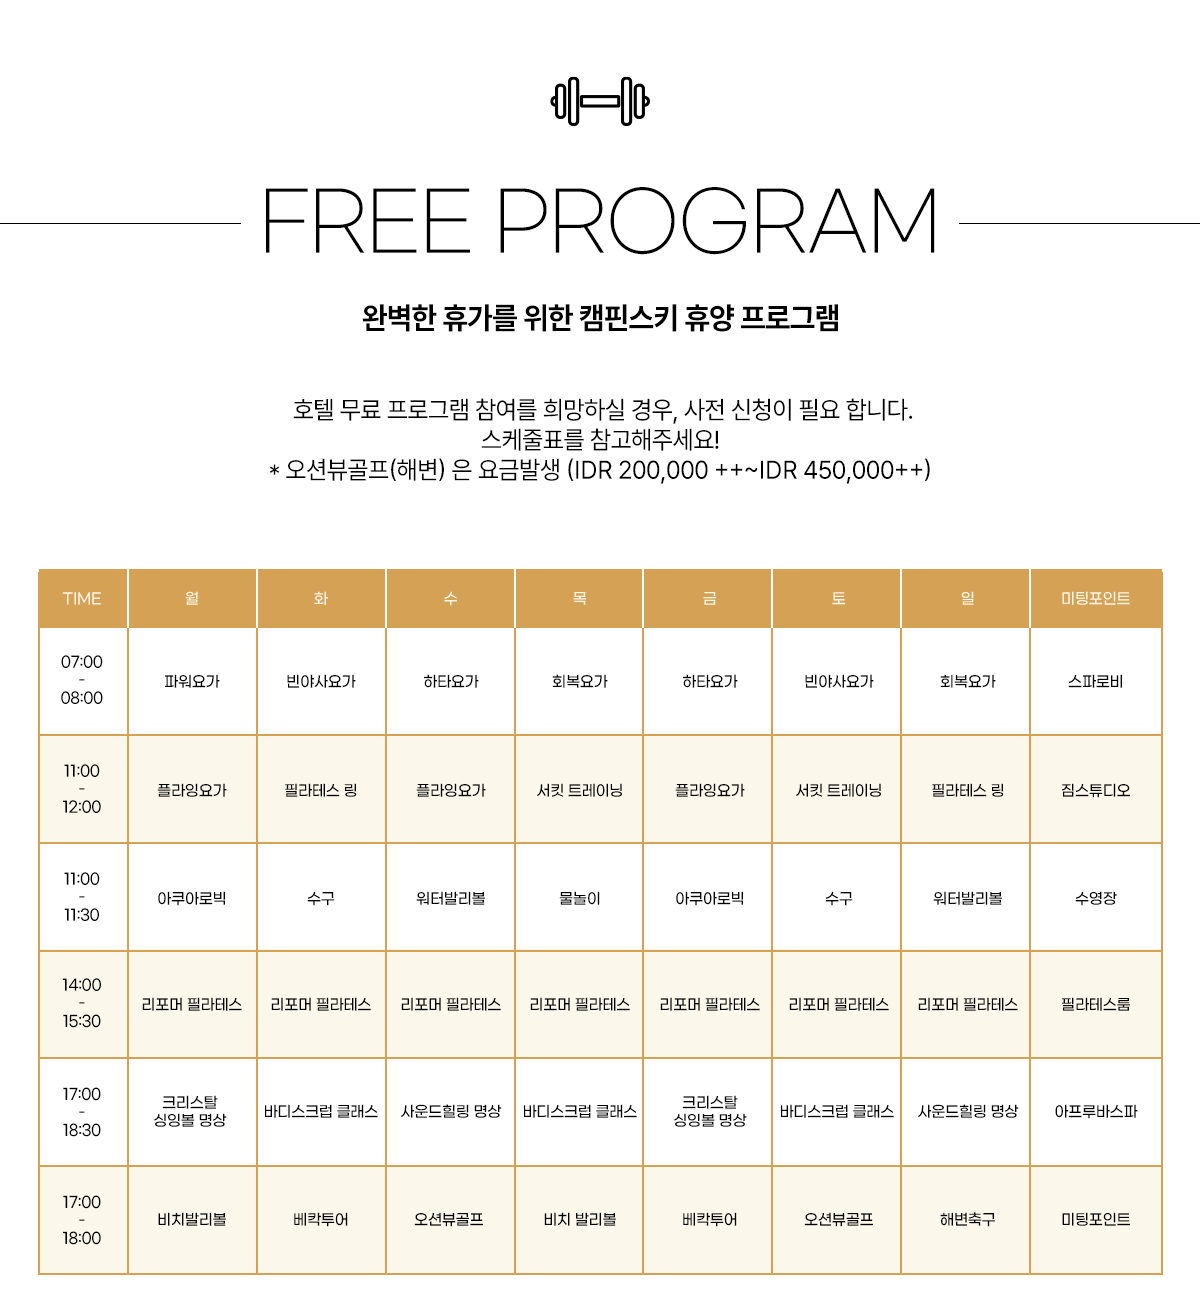 FREE PROGRAM
완벽한 휴가를 위한 캠핀스키 휴양 프로그램
호텔 무료 프로그램 참여를 희망하실 경우, 사전 신청이 필요 합니다.
스케줄표를 참고해주세요!
* 오션뷰골프(해변) 은 요금발생 (IDR 200,000 ++~IDR 450,000++)
TIME 월 화 수 목 금 토 일 미팅포인트
07:00
-
08:00
파워요가 빈야사요가 하타요가 회복요가 하타요가 빈야사요가 회복요가 스파로비
11:00
-
12:00
플라잉요가 필라테스 링 플라잉요가 서킷 트레이닝 플라잉요가 서킷 트레이닝 필라테스 링 짐스튜디오
11:00
-
11:30
아쿠아로빅 수구 워터발리볼 물놀이 아쿠아로빅 수구 워터발리볼 수영장
14:00
-
15:30
리포머 필라테스 리포머 필라테스 리포머 필라테스 리포머 필라테스 리포머 필라테스 리포머 필라테스 리포머 필라테스 필라테스룸
17:00
-
18:30
크리스탈
싱잉볼 명상
바디스크럽 클래스 사운드힐링 명상 바디스크럽 클래스
크리스탈
싱잉볼 명상
바디스크럽 클래스 사운드힐링 명상 아프루바스파
17:00
-
18:00
비치발리볼 베칵투어 오션뷰골프 비치 발리볼 베칵투어 오션뷰골프 해변축구 미팅포인트